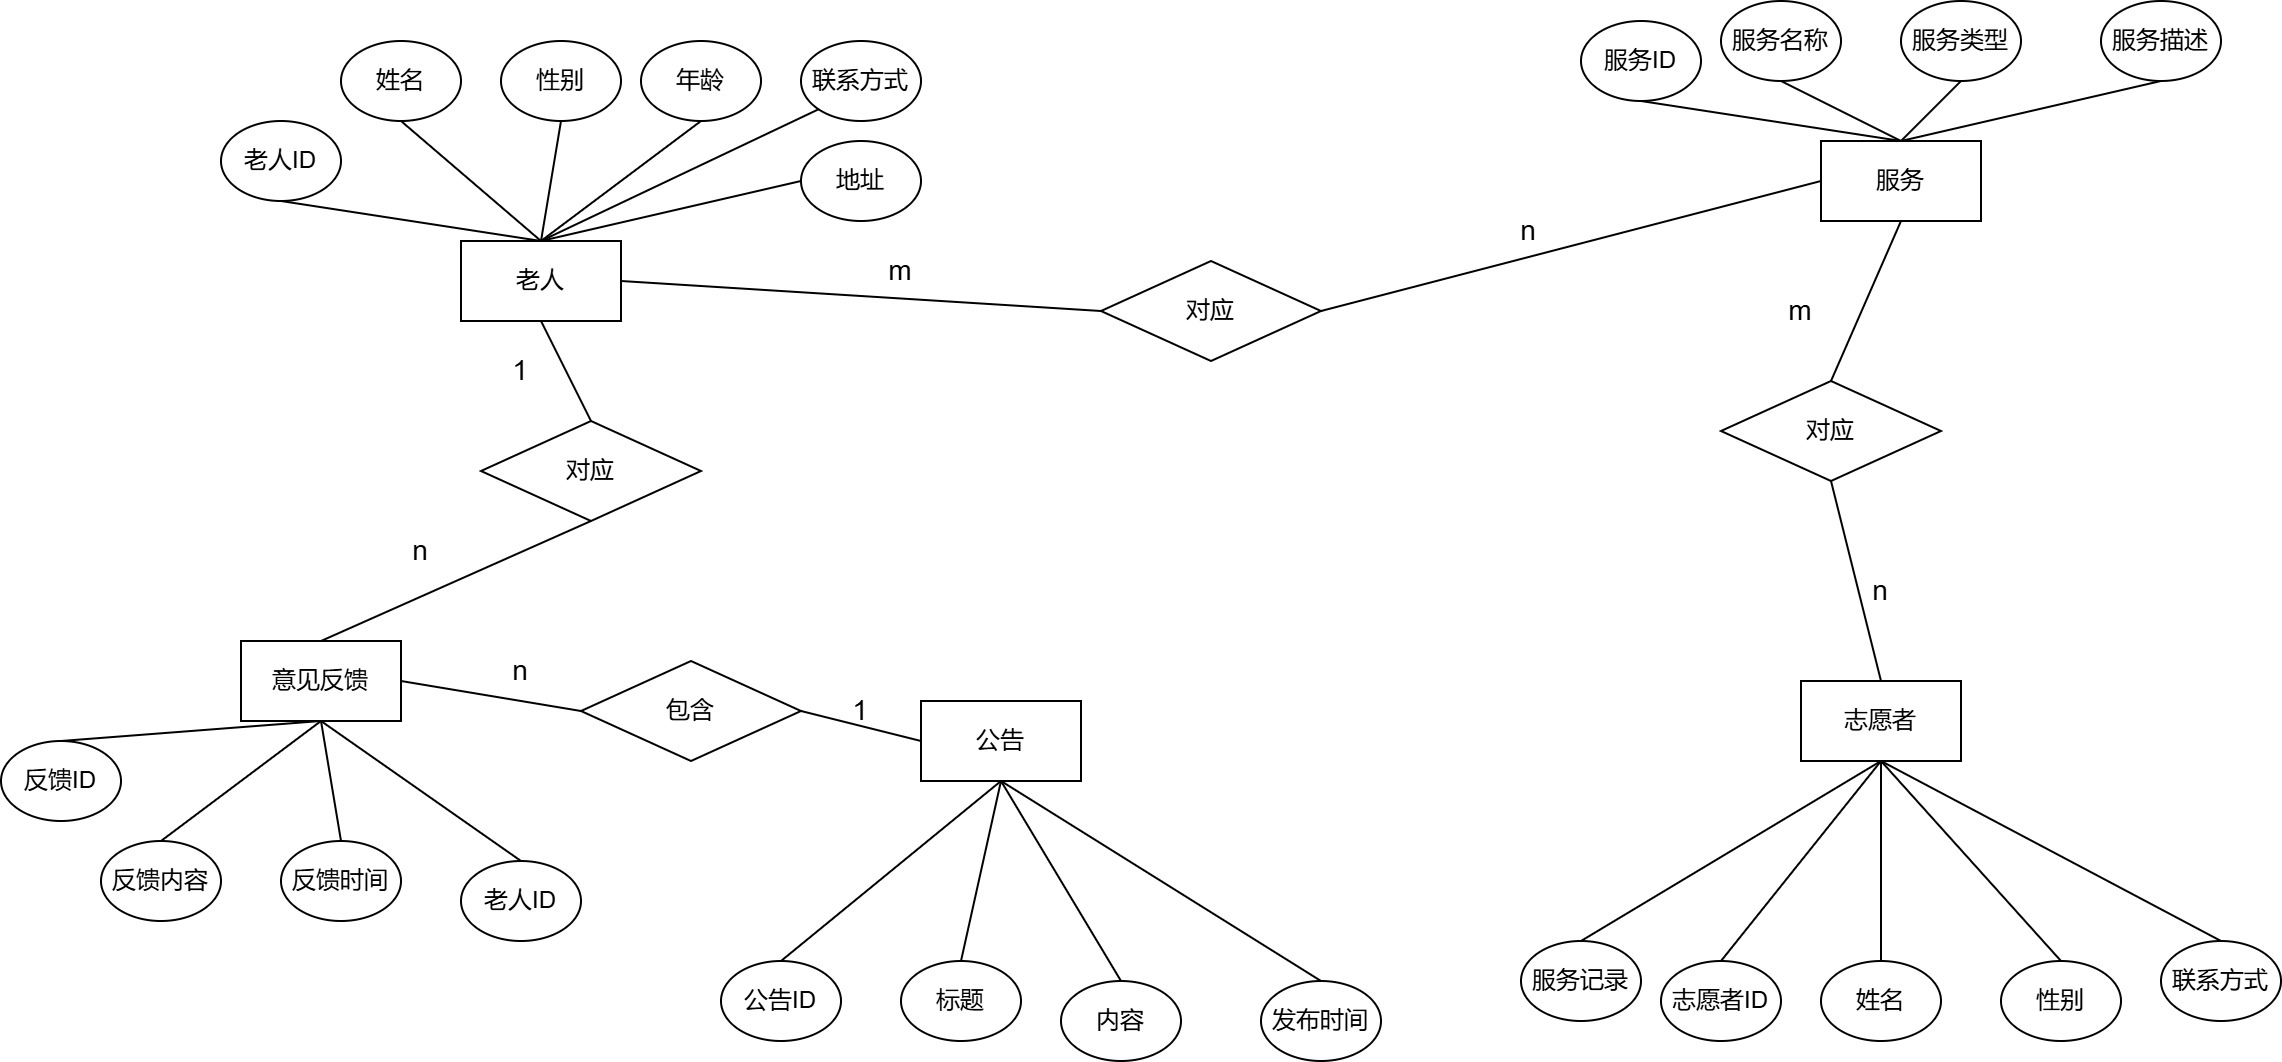 服务名称
服务类型
服务描述
服务ID
姓名
性别
年龄
联系方式
老人ID
地址
服务
n
老人
m
对应
m
1
对应
对应
n
n
意见反馈
n
包含
1
公告
志愿者
反馈ID
反馈内容
反馈时间
老人ID
公告ID
标题
内容
发布时间
服务记录
志愿者ID
姓名
性别
联系方式